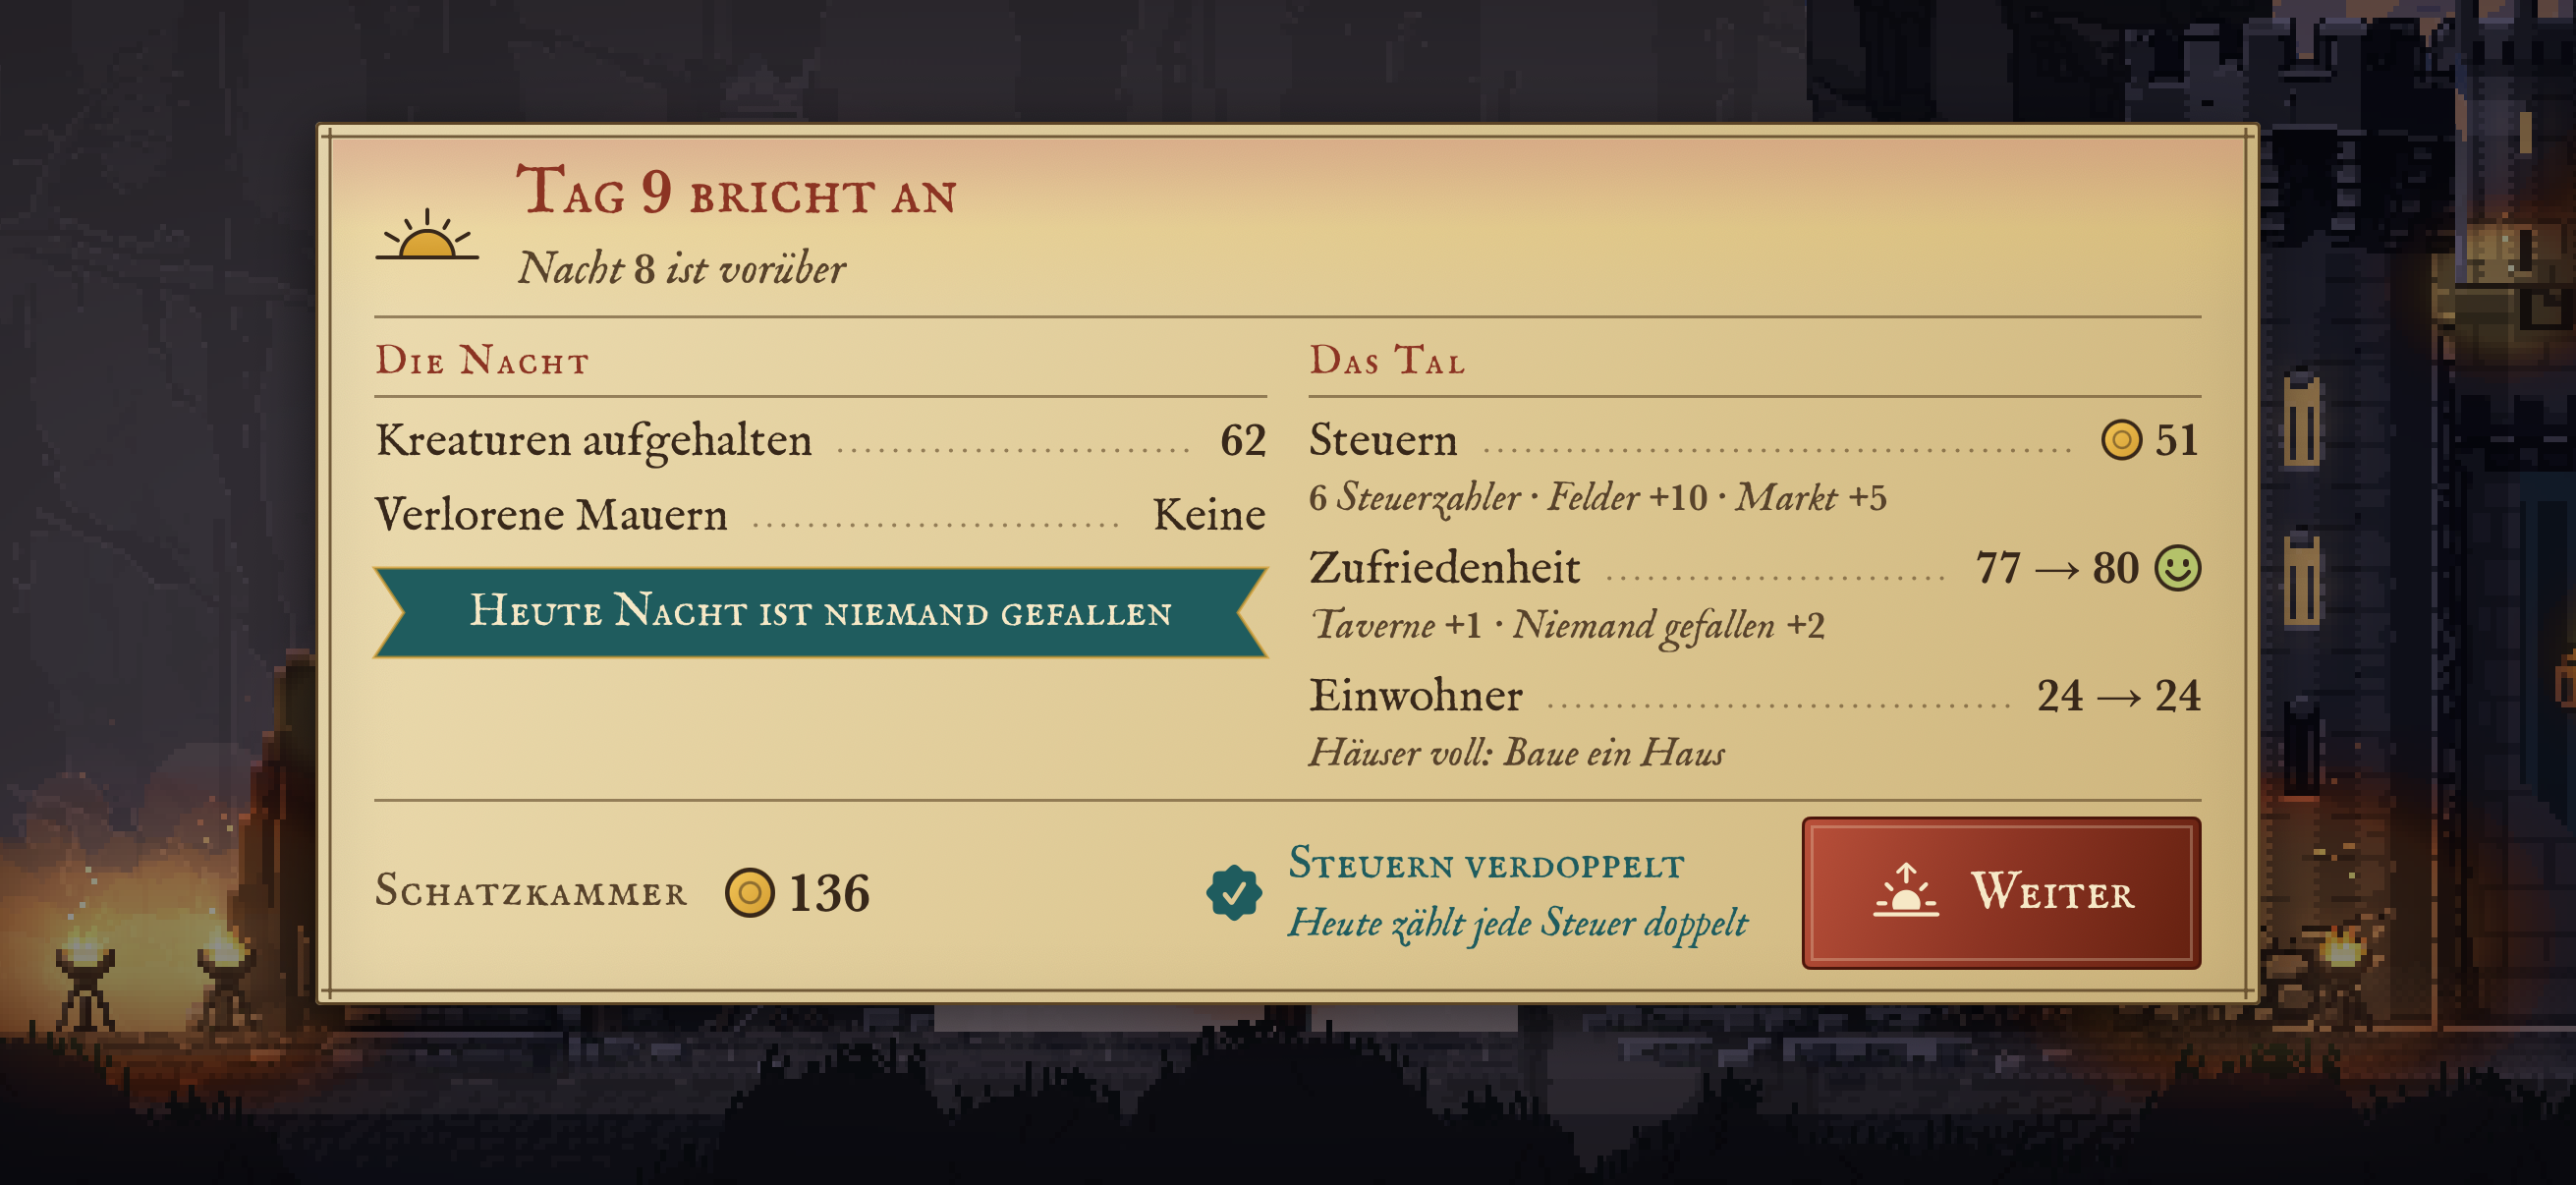 Tag 9 bricht an
Nacht 8 ist vorüber
Die Nacht
Kreaturen aufgehalten 62
Verlorene Mauern Keine
Heute Nacht ist niemand gefallen
Das Tal
Steuern 51
6 Steuerzahler · Felder +10 · Markt +5
Zufriedenheit 77 → 80
Taverne +1 · Niemand gefallen +2
Einwohner 24 → 24
Häuser voll: Baue ein Haus
Schatzkammer 136
Steuern verdoppelt
Heute zählt jede Steuer doppelt
Weiter